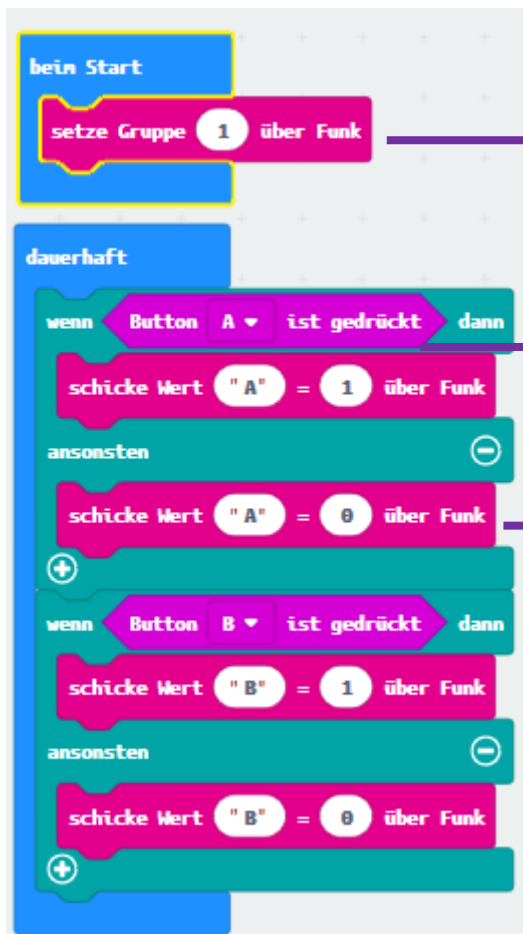 beim Start
setze Gruppe 1 über Funk
dauerhaft
wenn Button A ist gedrückt dann
schicke Wert "A" = 1 über Funk
ansonsten
schicke Wert "A" = 0 über Funk
wenn Button B ist gedrückt dann
schicke Wert "B" = 1 über Funk
ansonsten
schicke Wert "B" = 0 über Funk